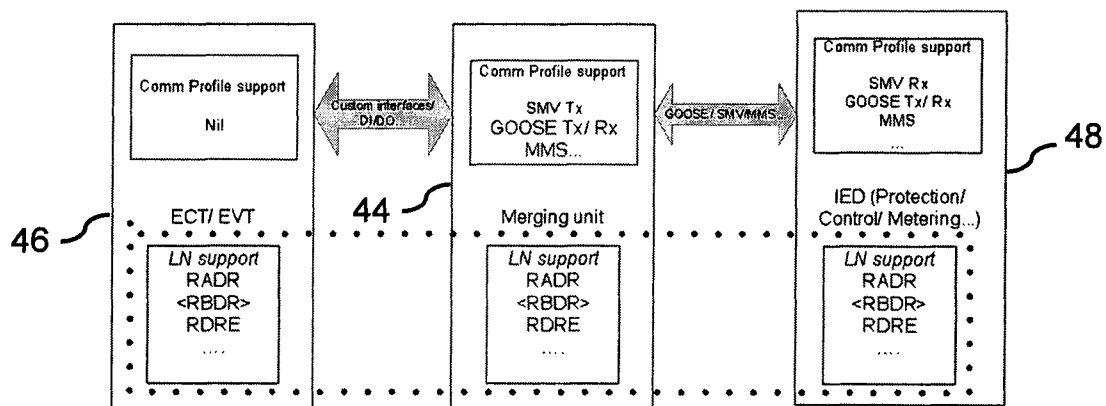 Comm Profile support
Nil
ECT/ EVT
LN support
RADR
<RBDR>
RDRE
....
46
Custom interfaces/
DI/DO...
Comm Profile support
SMV Tx
GOOSE Tx/ Rx
MMS...
44
Merging unit
LN support
RADR
<RBDR>
RDRE
....
GOOSE/ SMV/MMS...
Comm Profile support
SMV Rx
GOOSE Tx/ Rx
MMS
...
48
IED (Protection/
Control/ Metering...)
LN support
RADR
<RBDR>
RDRE
....